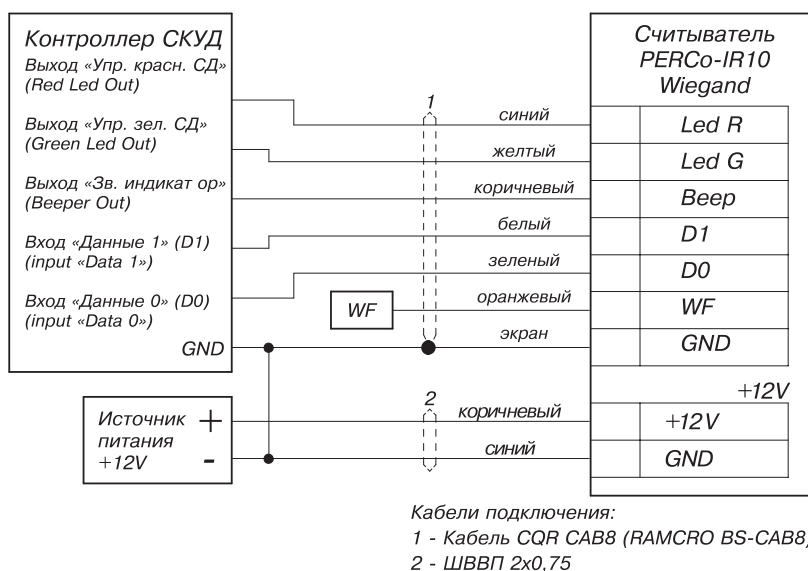 Контроллер СКУД
Выход «Упр. красн. СД»
(Red Led Out)
Выход «Упр. зел. СД»
(Green Led Out)
Выход «Зв. индикат ор»
(Beeper Out)
Вход «Данные 1» (D1)
(input «Data 1»)
Вход «Данные 0» (D0)
(input «Data 0»)
GND
1
синий
желтый
коричневый
белый
зеленый
WF
оранжевый
экран
Считыватель
PERCo-IR10
Wiegand
Led R
Led G
Beep
D1
D0
WF
GND
+12V
Источник
питания
+12V
+
-
2
коричневый
синий
+12V
GND
Кабели подключения:
1 - Кабель CQR CAB8 (RAMCRO BS-CAB8)
2 - ШВВП 2х0,75